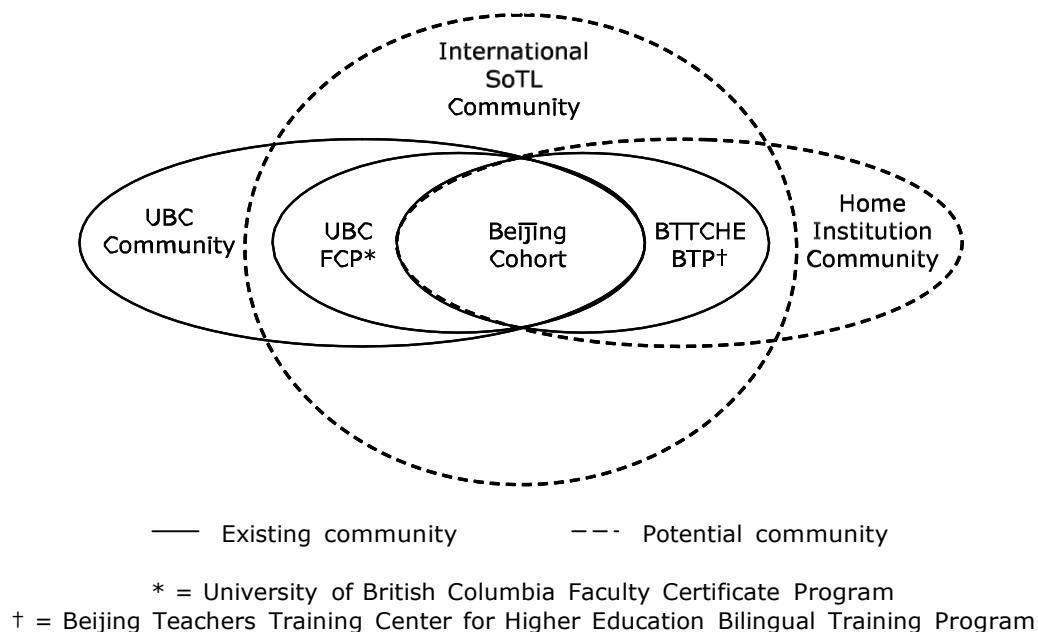 International
SoTL
Community
UBC
Community
UBC
FCP*
Beijing
Cohort
BTTCHE
BTP†
Home
Institution
Community
Existing community
Potential community
* = University of British Columbia Faculty Certificate Program
† = Beijing Teachers Training Center for Higher Education Bilingual Training Program